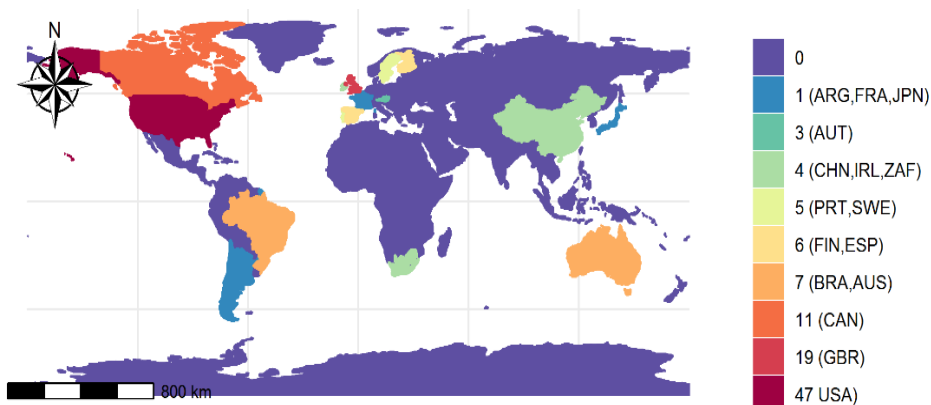 N
0
1 (ARG,FRA,JPN)
3 (AUT)
4 (CHN,IRL,ZAF)
5 (PRT,SWE)
6 (FIN,ESP)
7 (BRA,AUS)
11 (CAN)
19 (GBR)
47 USA)
800 km